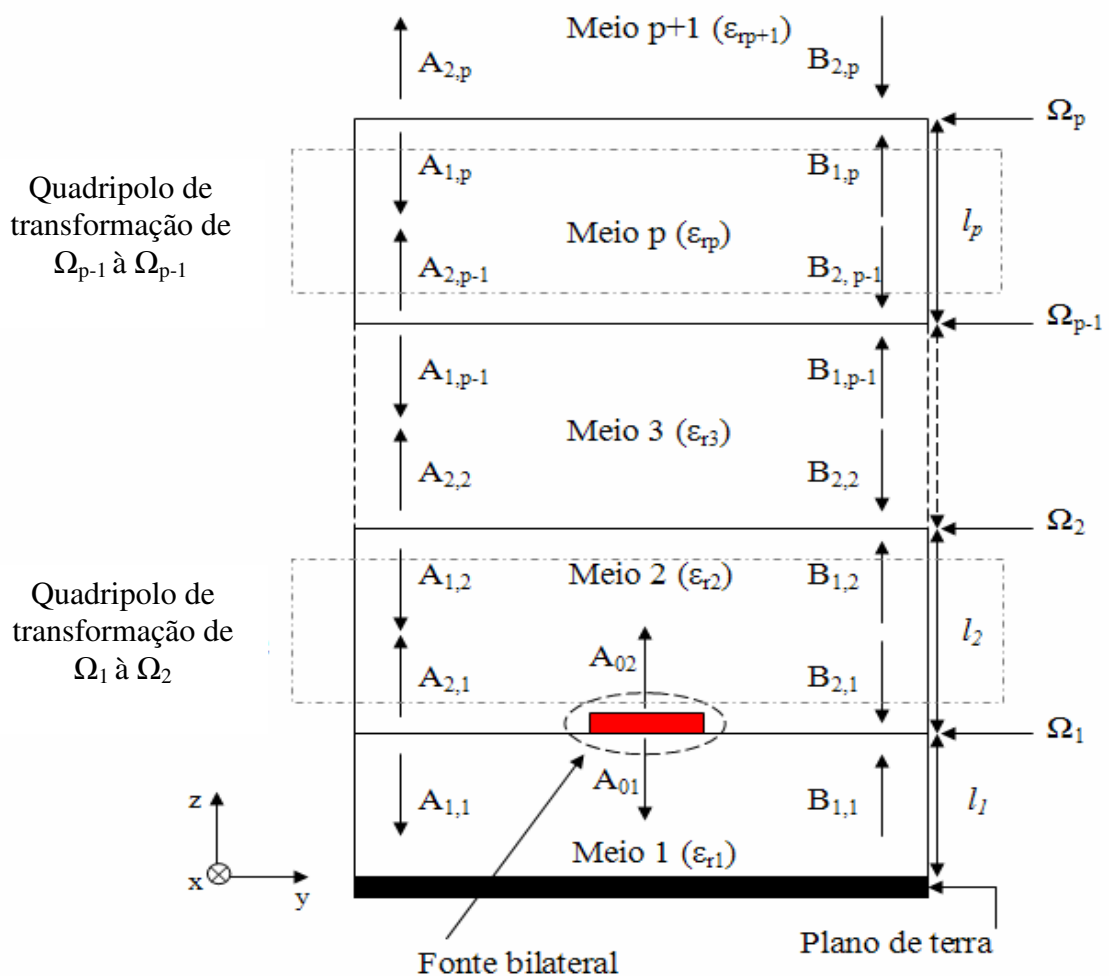 Meio p+1 (εrp+1)
A2,p
B2,p
Ωp
Quadripolo de
transformação de
Ωp-1 à Ωp-1
A1,p
B1,p
Meio p (εrp)
lp
A2,p-1
B2, p-1
Ωp-1
A1,p-1
B1,p-1
Meio 3 (εr3)
A2,2
B2,2
Ω2
Quadripolo de
transformação de
Ω1 à Ω2
A1,2
Meio 2 (εr2)
B1,2
l2
A02
A2,1
B2,1
Ω1
A01
A1,1
B1,1
l1
z
x
y
Meio 1 (εr1)
Plano de terra
Fonte bilateral